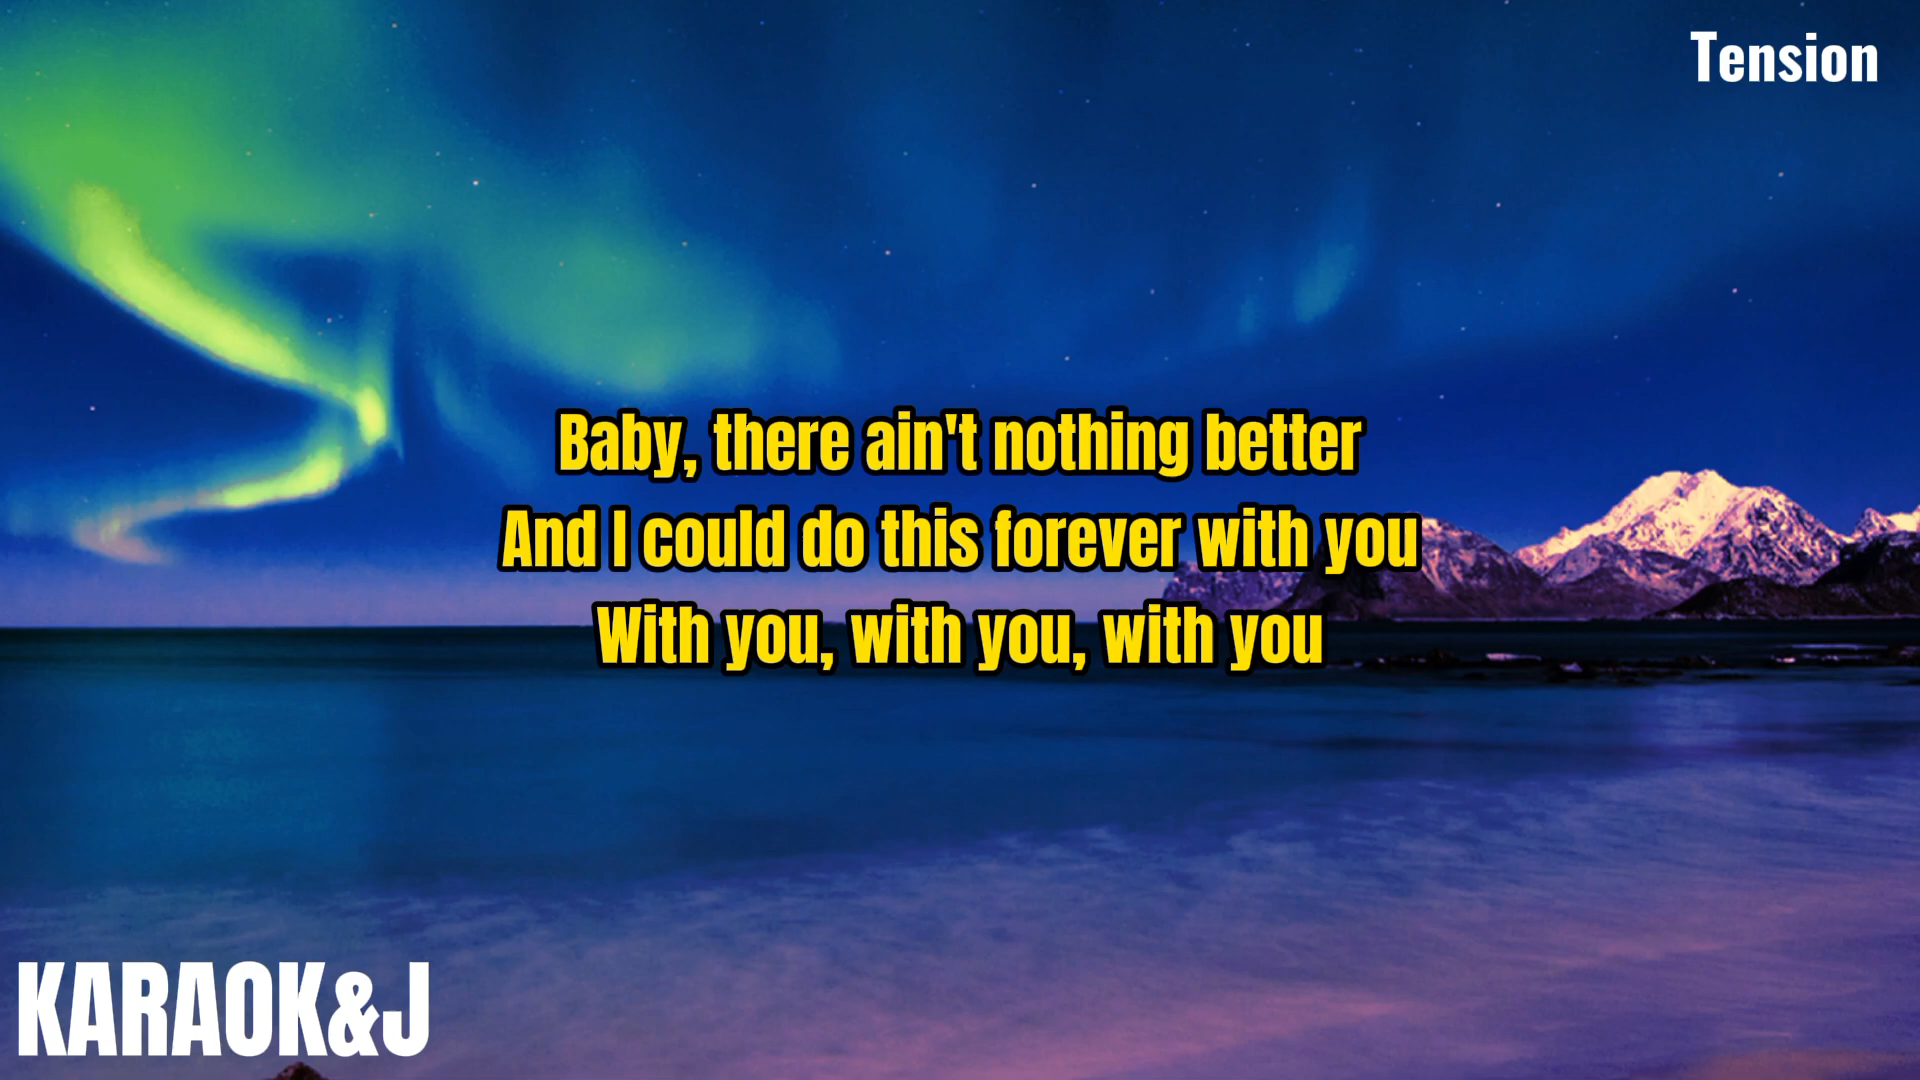 Tension
Baby, there ain't nothing better
And I could do this forever with you
With you, with you, with you
KARAOK&J